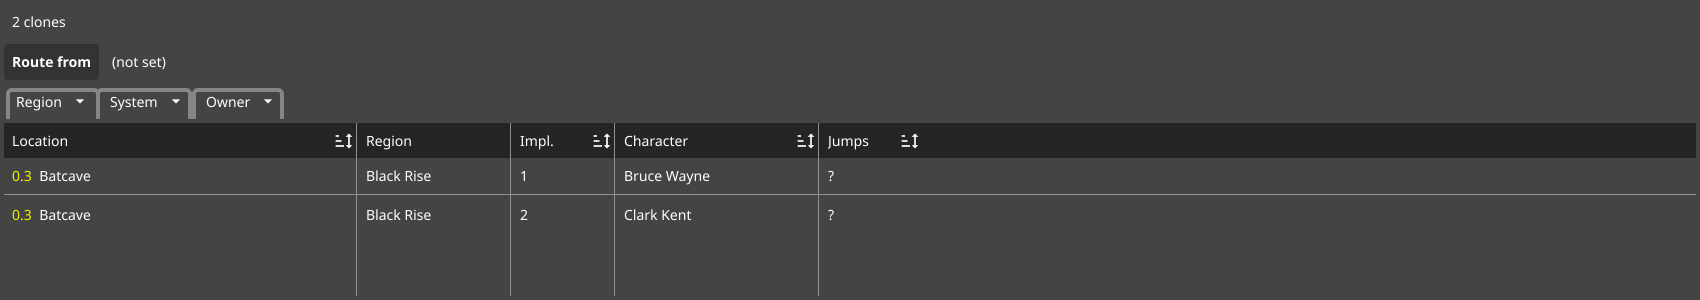 2 clones
Route from (not set)
Region System Owner
Location Region Impl. Character Jumps
0.3 Batcave Black Rise 1 Bruce Wayne ?
0.3 Batcave Black Rise 2 Clark Kent ?